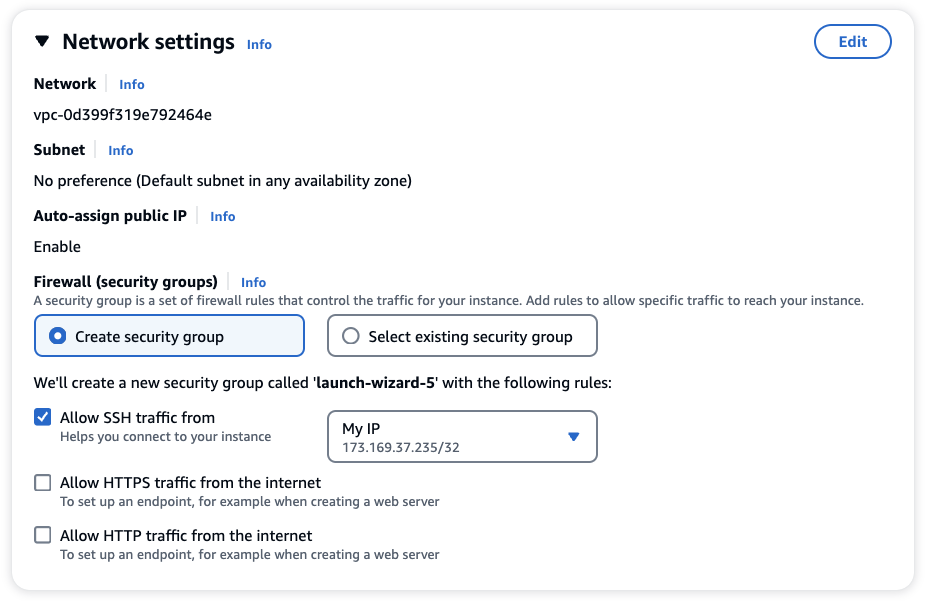 Network settings Info
Edit
Network Info
vpc-0d399f319e792464e
Subnet Info
No preference (Default subnet in any availability zone)
Auto-assign public IP Info
Enable
Firewall (security groups) Info
A security group is a set of firewall rules that control the traffic for your instance. Add rules to allow specific traffic to reach your instance.
Create security group
Select existing security group
We'll create a new security group called 'launch-wizard-5' with the following rules:
Allow SSH traffic from
Helps you connect to your instance
My IP
173.169.37.235/32
Allow HTTPS traffic from the internet
To set up an endpoint, for example when creating a web server
Allow HTTP traffic from the internet
To set up an endpoint, for example when creating a web server